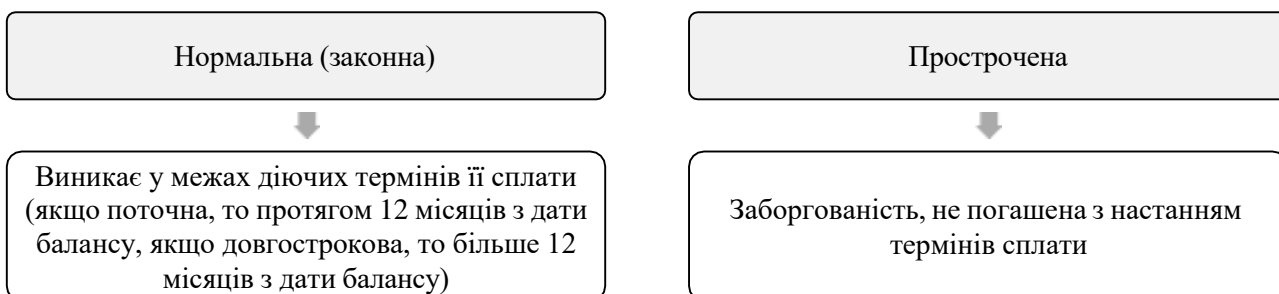 Нормальна (законна)
Прострочена
Виникає у межах діючих термінів її сплати
(якщо поточна, то протягом 12 місяців з дати
балансу, якщо довгострокова, то більше 12
місяців з дати балансу)
Заборгованість, не погашена з настанням
термінів сплати